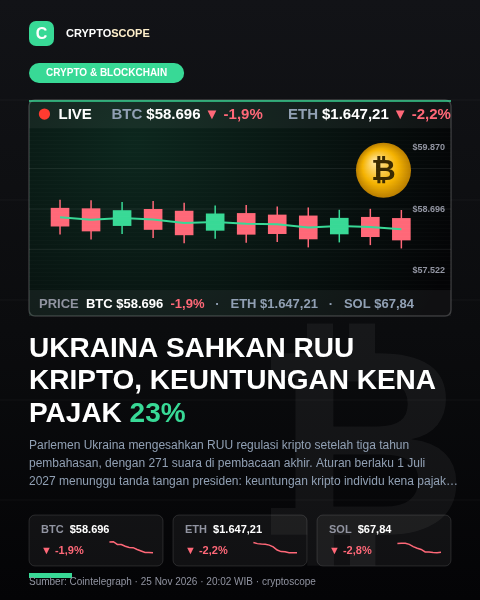 C CRYPTOSCOPE
CRYPTO & BLOCKCHAIN
LIVE BTC $58.696 ▼ -1,9% ETH $1.647,21 ▼ -2,2%
$59.870
$58.696
$57.522
PRICE BTC $58.696 -1,9% · ETH $1.647,21 · SOL $67,84
UKRAINA SAHKAN RUU
KRIPTO, KEUNTUNGAN KENA
PAJAK 23%
Parlemen Ukraina mengesahkan RUU regulasi kripto setelah tiga tahun
pembahasan, dengan 271 suara di pembacaan akhir. Aturan berlaku 1 Juli
2027 menunggu tanda tangan presiden: keuntungan kripto individu kena pajak…
BTC $58.696
▼ -1,9%
ETH $1.647,21
▼ -2,2%
SOL $67,84
▼ -2,8%
Sumber: Cointelegraph · 25 Nov 2026 · 20:02 WIB · cryptoscope